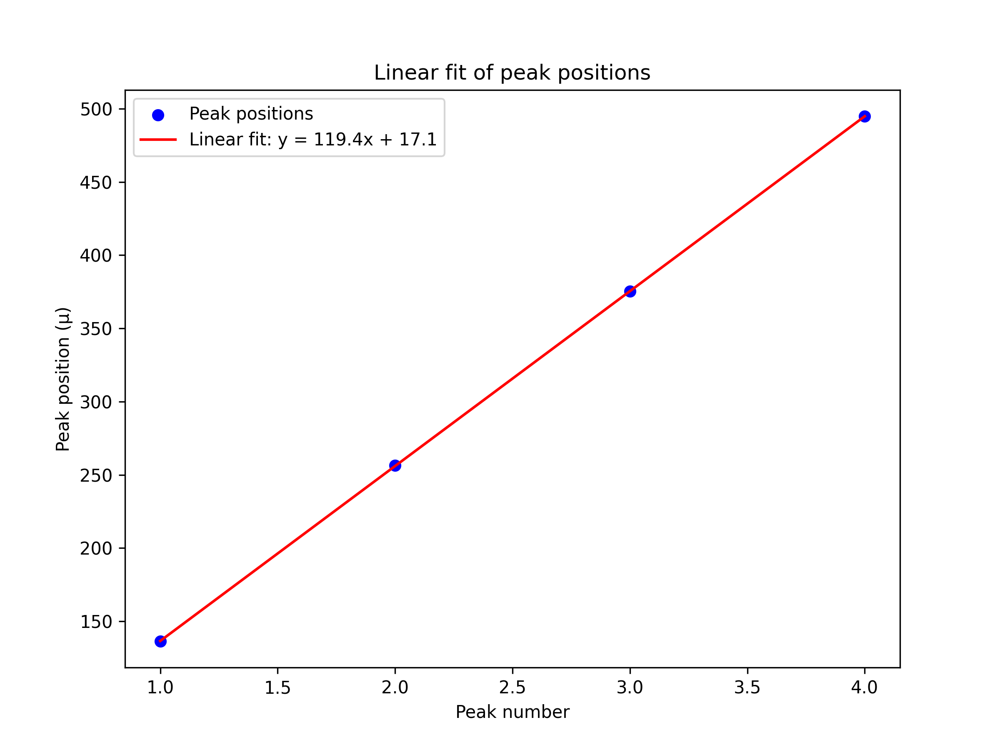 Linear fit of peak positions
Peak positions
Linear fit: y = 119.4x + 17.1
500
450
400
350
300
250
200
150
Peak position (μ)
1.0 1.5 2.0 2.5 3.0 3.5 4.0
Peak number